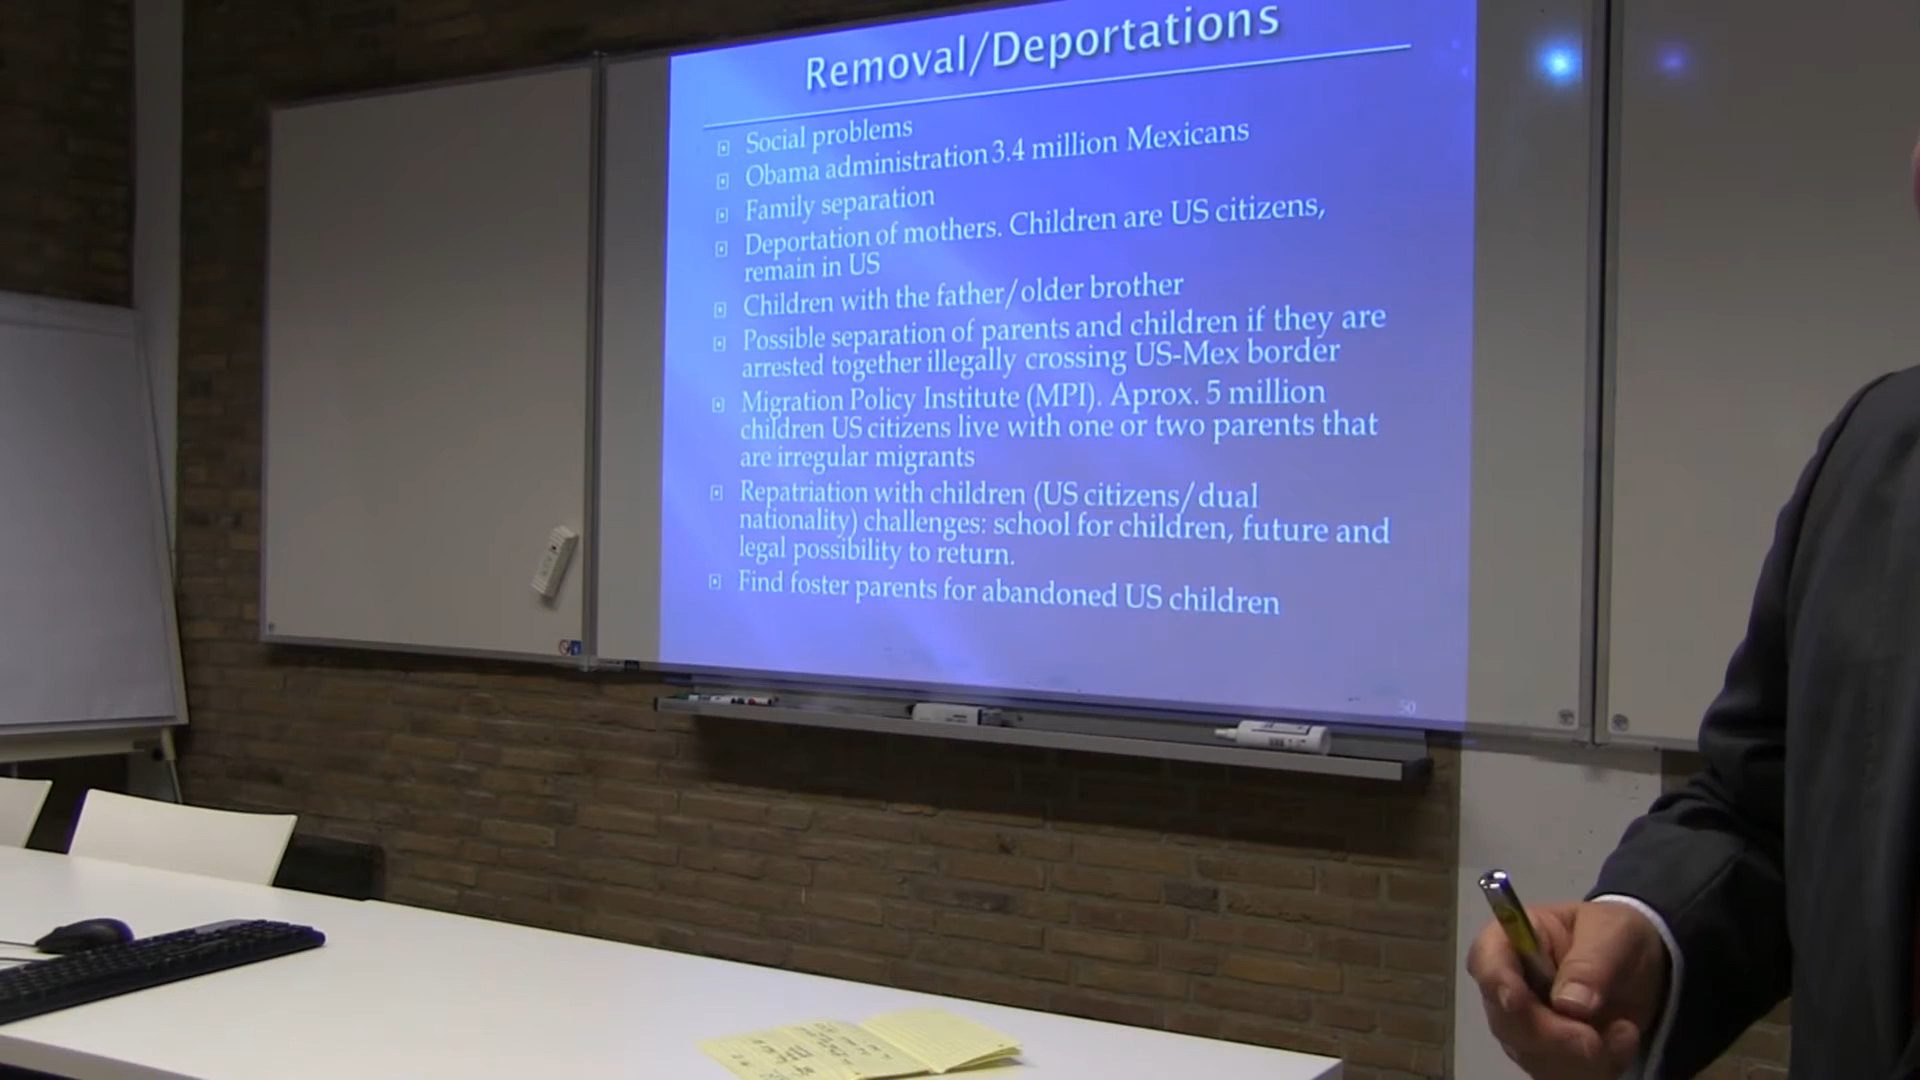 Removal/Deportations
Social problems
Obama administration 3.4 million Mexicans
Family separation
Deportation of mothers. Children are US citizens,
remain in US
Children with the father/older brother
Possible separation of parents and children if they are
arrested together illegally crossing US-Mex border
Migration Policy Institute (MPI). Aprox. 5 million
children US citizens live with one or two parents that
are irregular migrants
Repatriation with children (US citizens/dual
nationality) challenges: school for children, future and
legal possibility to return.
Find foster parents for abandoned US children
50